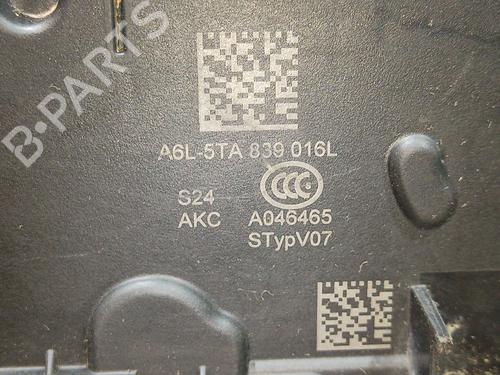 B-PARTS
A6L-5TA 839 016L
S24
CCC
AKC A046465
STypV07